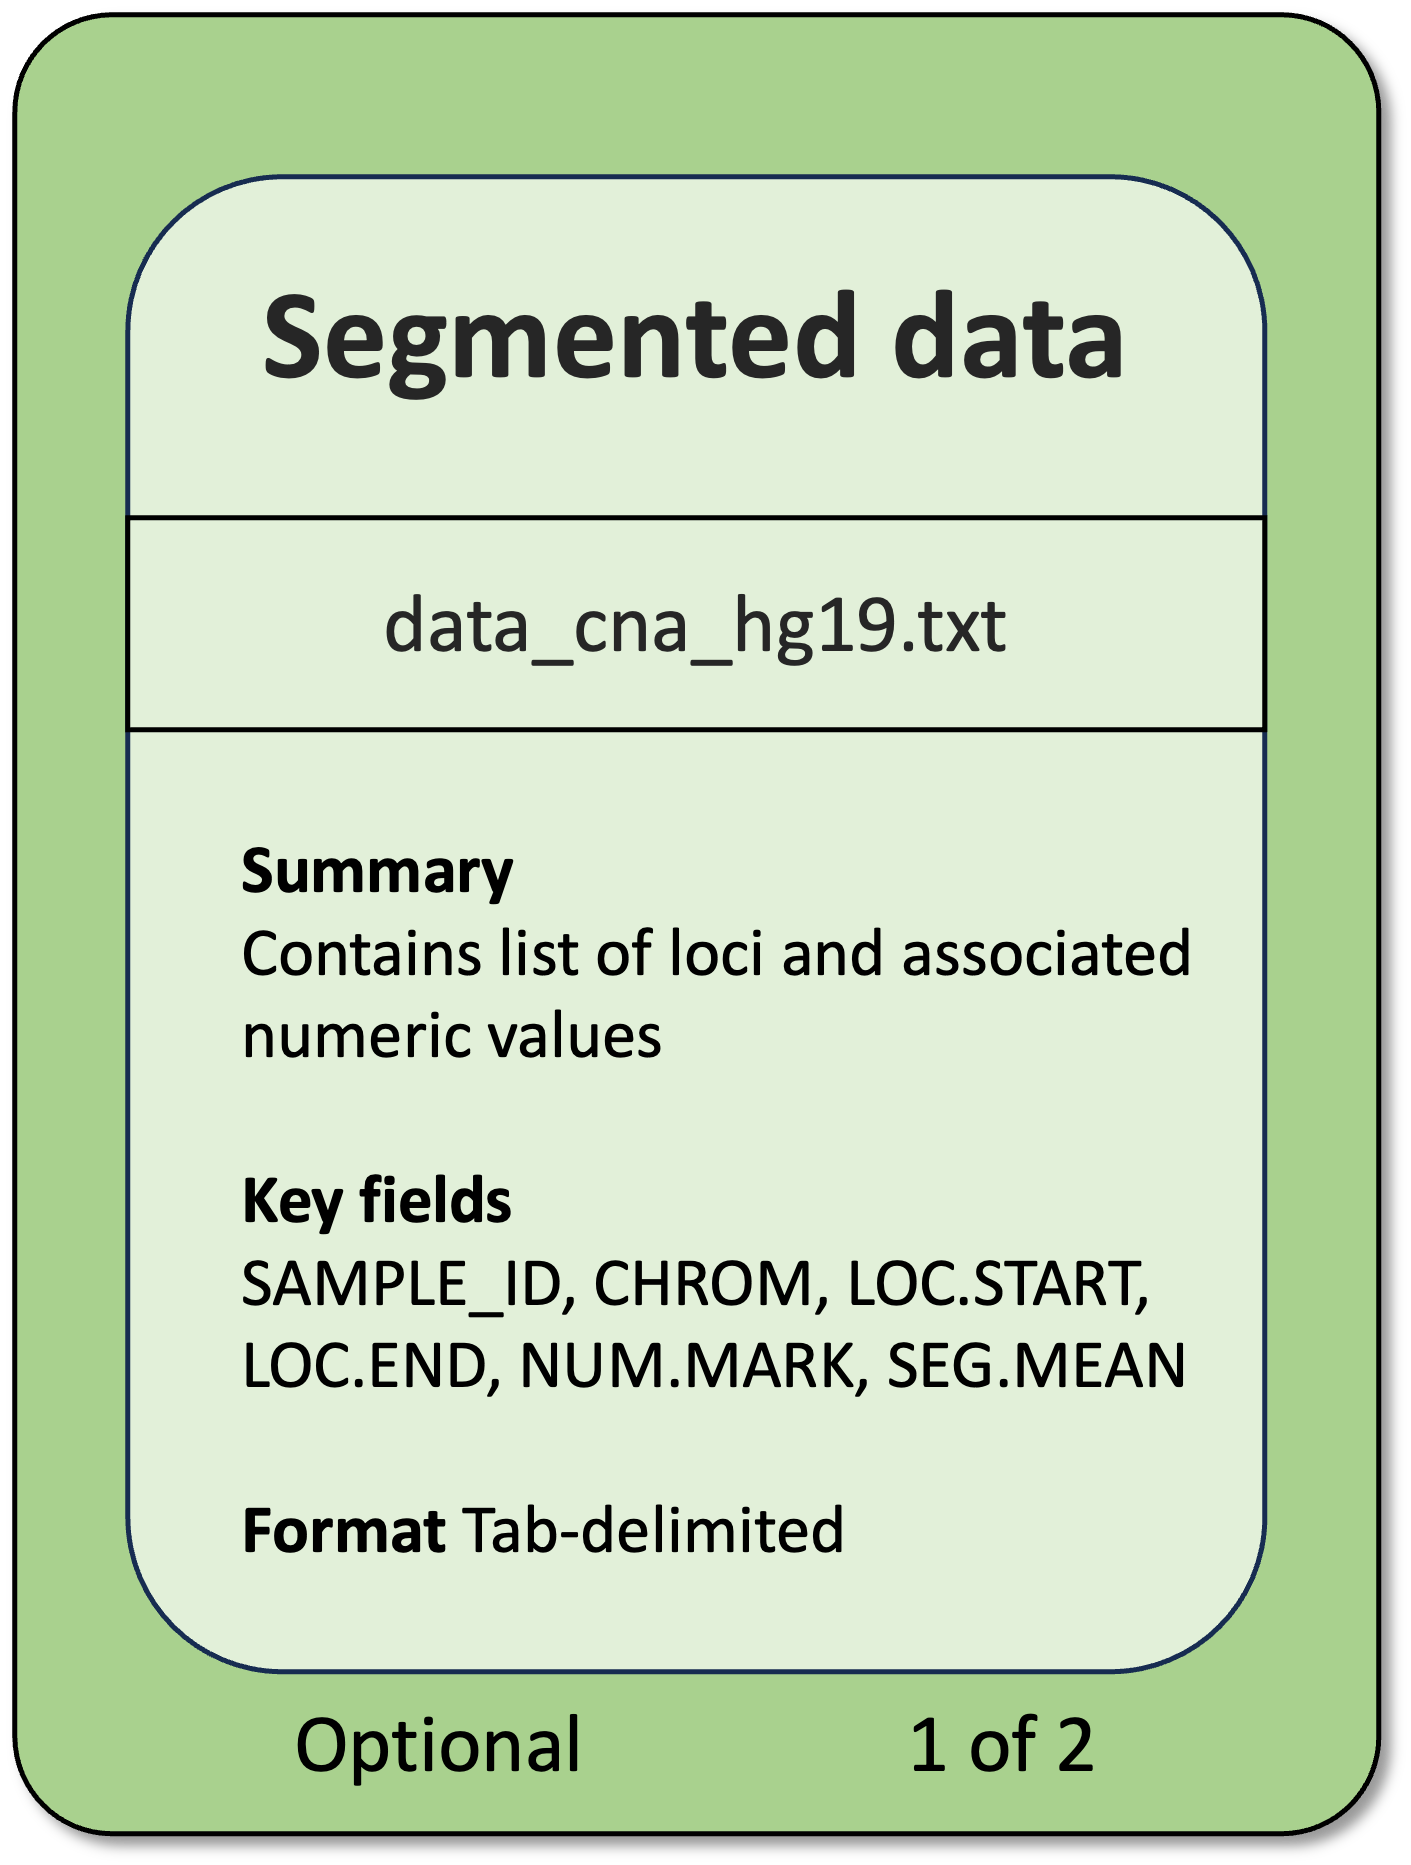 Segmented data
data_cna_hg19.txt
Summary
Contains list of loci and associated
numeric values
Key fields
SAMPLE_ID, CHROM, LOC.START,
LOC.END, NUM.MARK, SEG.MEAN
Format Tab-delimited
Optional 1 of 2